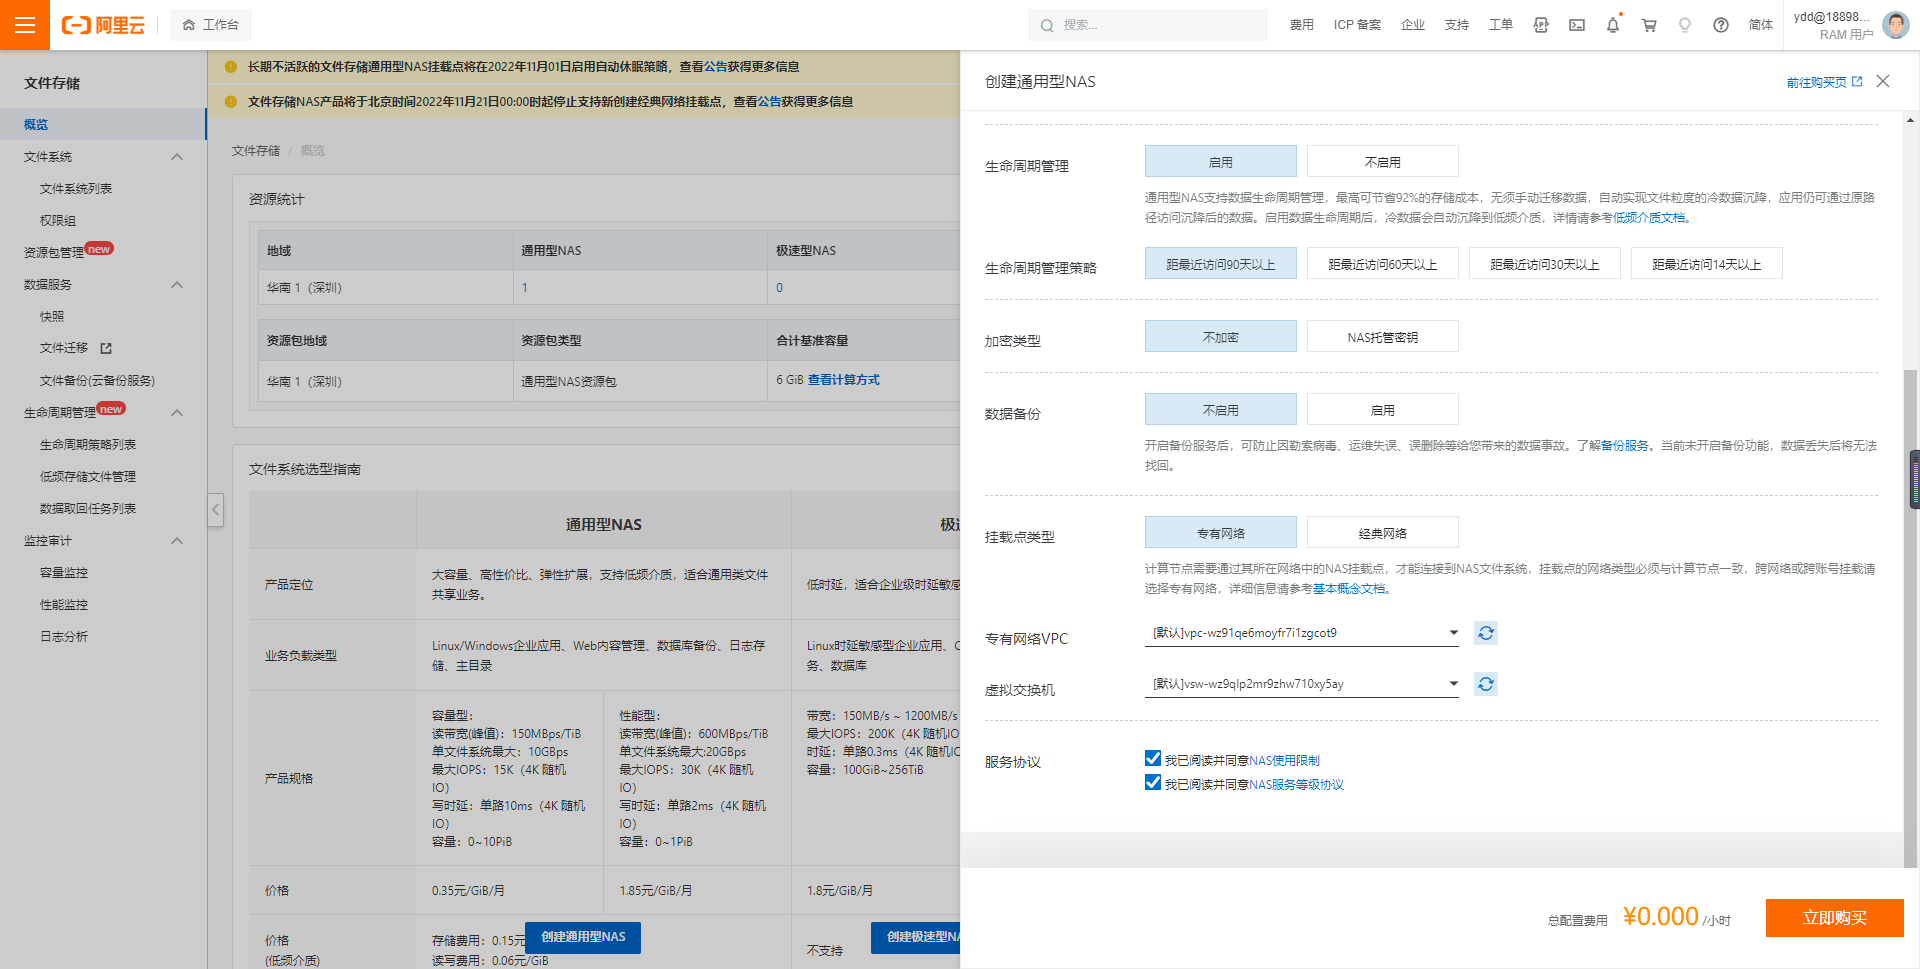 阿里云
工作台
搜索...
费用
ICP 备案
企业
支持
工单
简体
ydd@18898...
RAM 用户
文件存储
概览
文件系统
文件系统列表
权限组
资源包管理 new
数据服务
快照
文件迁移
文件备份(云备份服务)
生命周期管理 new
生命周期策略列表
低频存储文件管理
数据取回任务列表
监控审计
容量监控
性能监控
日志分析
长期不活跃的文件存储通用型NAS挂载点将在2022年11月01日启用自动休眠策略，查看公告获得更多信息
文件存储NAS产品将于北京时间2022年11月21日00:00时起停止支持新创建经典网络挂载点，查看公告获得更多信息
文件存储 / 概览
资源统计
地域 通用型NAS 极速型NAS
华南 1（深圳） 1 0
资源包地域 资源包类型 合计基准容量
华南 1（深圳） 通用型NAS资源包 6 GiB 查看计算方式
文件系统选型指南
通用型NAS
产品定位
大容量、高性价比、弹性扩展，支持低频介质，适合通用类文件
共享业务。
低时延，适合企业级时延敏感
业务负载类型
Linux/Windows企业应用、Web内容管理、数据库备份、日志存
储、主目录
Linux时延敏感型企业应用、
务、数据库
产品规格
容量型：
读带宽(峰值)：150MBps/TiB
单文件系统最大：10GBps
最大IOPS：15K（4K 随机
IO）
写时延：单路10ms（4K 随机
IO）
容量：0~10PiB
性能型：
读带宽(峰值)：600MBps/TiB
单文件系统最大:20GBps
最大IOPS：30K（4K 随机
IO）
写时延：单路2ms（4K 随机
IO）
容量：0~1PiB
带宽：150MB/s ~ 1200MB/s
最大IOPS：200K（4K 随机IO
时延：单路0.3ms（4K 随机IO
容量：100GiB~256TiB
价格
0.35元/GiB/月
1.85元/GiB/月
1.8元/GiB/月
价格
(低频介质)
存储费用：0.15元
读写费用：0.06元/GiB
不支持
创建通用型NAS
创建极速型NA
创建通用型NAS
前往购买页
生命周期管理
启用
不启用
通用型NAS支持数据生命周期管理，最高可节省92%的存储成本，无须手动迁移数据，自动实现文件粒度的冷数据沉降，应用仍可通过原路
径访问沉降后的数据。启用数据生命周期后，冷数据会自动沉降到低频介质，详情请参考低频介质文档。
生命周期管理策略
距最近访问90天以上
距最近访问60天以上
距最近访问30天以上
距最近访问14天以上
加密类型
不加密
NAS托管密钥
数据备份
不启用
启用
开启备份服务后，可防止因勒索病毒、运维失误、误删除等给您带来的数据事故。了解备份服务。当前未开启备份功能，数据丢失后将无法
找回。
挂载点类型
专有网络
经典网络
计算节点需要通过其所在网络中的NAS挂载点，才能连接到NAS文件系统，挂载点的网络类型必须与计算节点一致，跨网络或跨账号挂载请
选择专有网络，详细信息请参考基本概念文档。
专有网络VPC
[默认]vpc-wz91qe6moyfr7i1zgcot9
虚拟交换机
[默认]vsw-wz9qlp2mr9zhw710xy5ay
服务协议
我已阅读并同意NAS使用限制
我已阅读并同意NAS服务等级协议
总配置费用 ¥0.000 /小时
立即购买